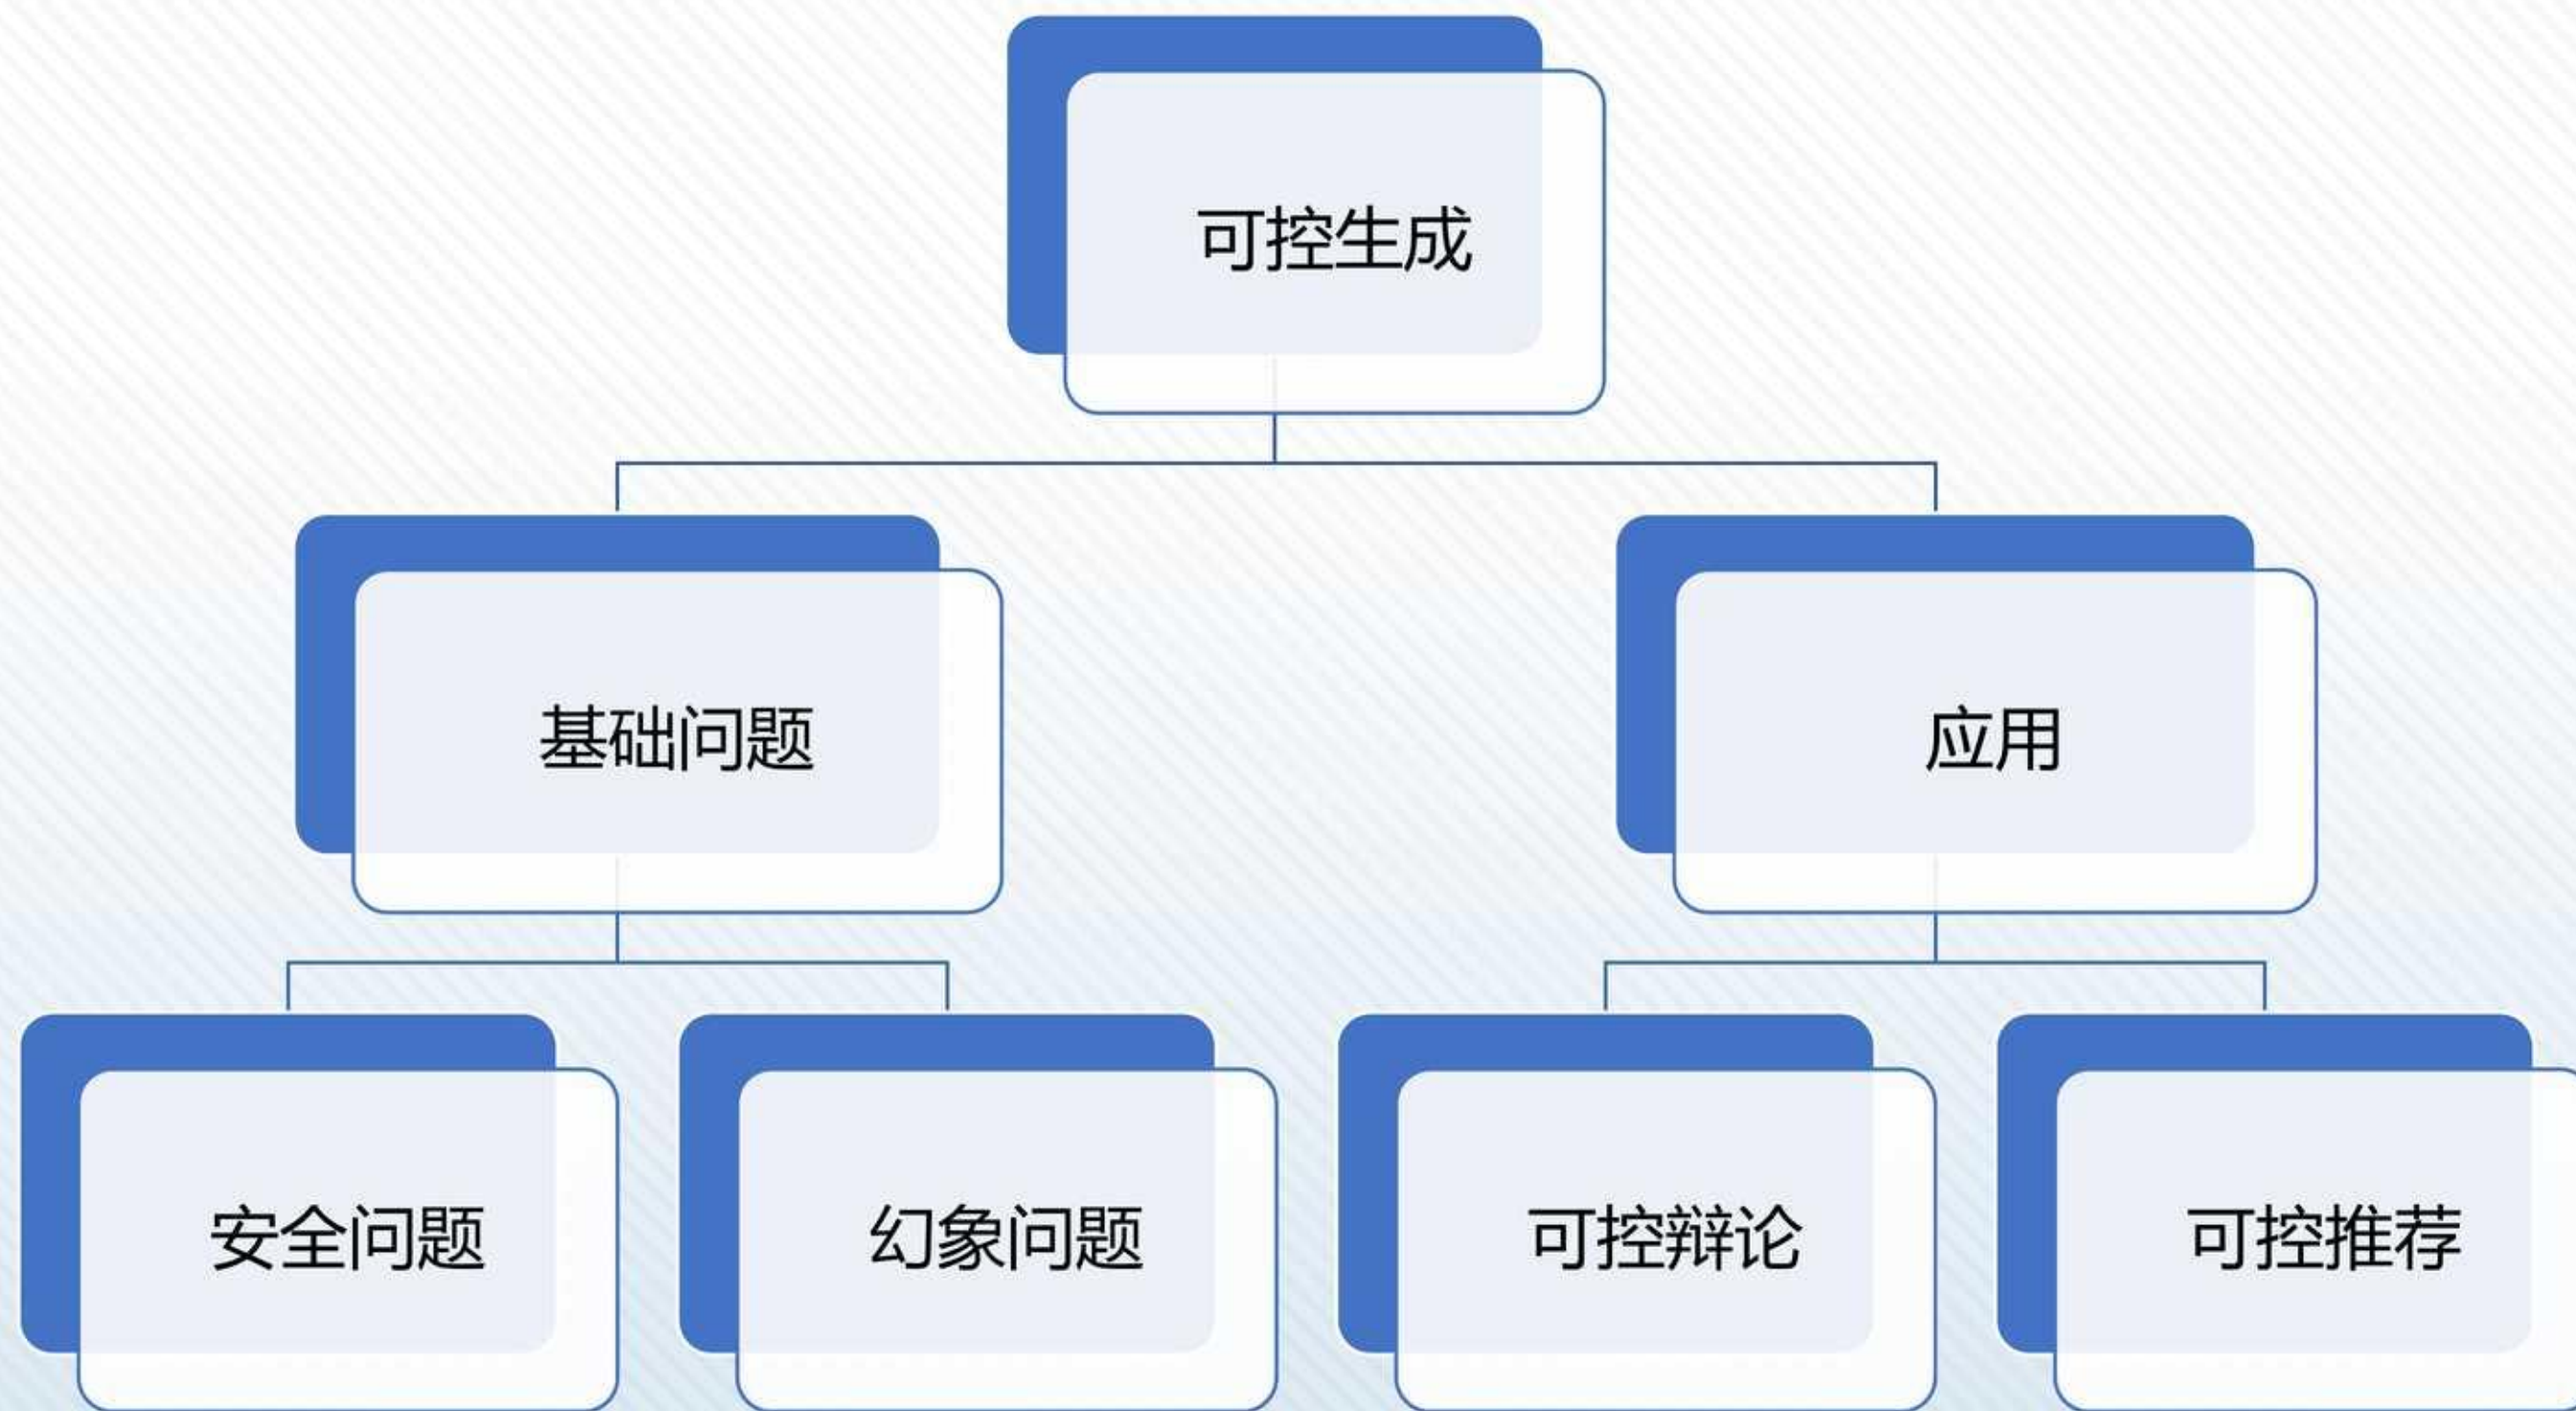 可控生成
基础问题
应用
安全问题
幻象问题
可控辩论
可控推荐